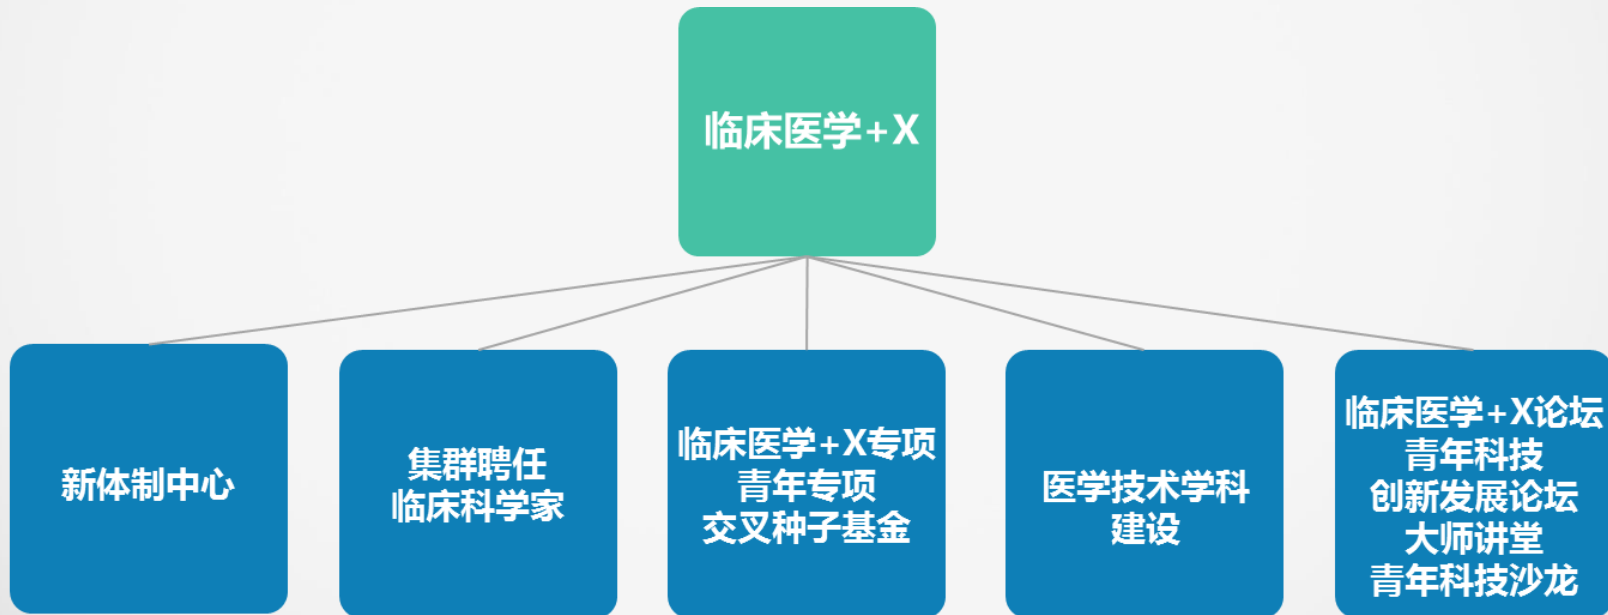 临床医学+X
新体制中心
集群聘任
临床科学家
临床医学+X专项
青年专项
交叉种子基金
医学技术学科
建设
临床医学+X论坛
青年科技
创新发展论坛
大师讲堂
青年科技沙龙